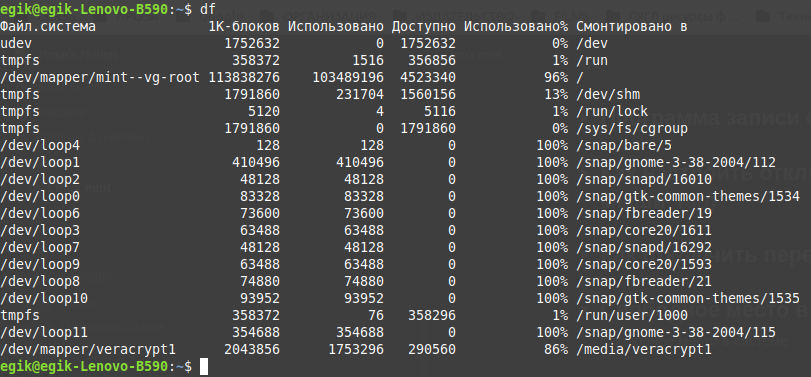 egik@egik-Lenovo-B590:~$ df
Файл.система 1K-блоков Использовано Доступно Использовано% Смонтировано в
udev 1752632 0 1752632 0% /dev
tmpfs 358372 1516 356856 1% /run
/dev/mapper/mint--vg-root 113838276 103489196 4523340 96% /
tmpfs 1791860 231704 1560156 13% /dev/shm
tmpfs 5120 4 5116 1% /run/lock
tmpfs 1791860 0 1791860 0% /sys/fs/cgroup
/dev/loop4 128 128 0 100% /snap/bare/5
/dev/loop1 410496 410496 0 100% /snap/gnome-3-38-2004/112
/dev/loop2 48128 48128 0 100% /snap/snapd/16010
/dev/loop0 83328 83328 0 100% /snap/gtk-common-themes/1534
/dev/loop6 73600 73600 0 100% /snap/fbreader/19
/dev/loop3 63488 63488 0 100% /snap/core20/1611
/dev/loop7 48128 48128 0 100% /snap/snapd/16292
/dev/loop9 63488 63488 0 100% /snap/core20/1593
/dev/loop8 74880 74880 0 100% /snap/fbreader/21
/dev/loop10 93952 93952 0 100% /snap/gtk-common-themes/1535
tmpfs 358372 76 358296 1% /run/user/1000
/dev/loop11 354688 354688 0 100% /snap/gnome-3-38-2004/115
/dev/mapper/veracrypt1 2043856 1753296 290560 86% /media/veracrypt1
egik@egik-Lenovo-B590:~$